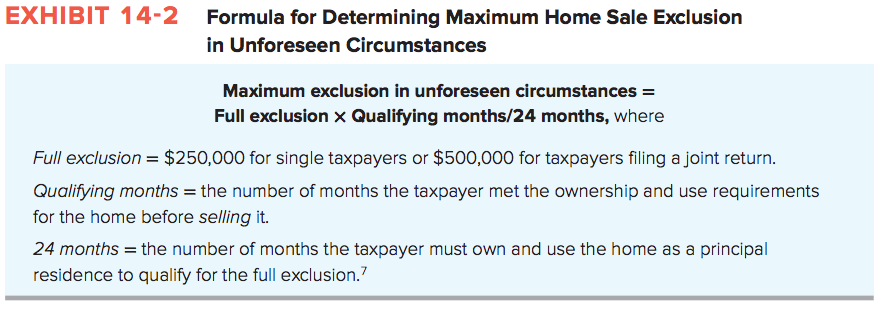 EXHIBIT 14-2 Formula for Determining Maximum Home Sale Exclusion
in Unforeseen Circumstances
Maximum exclusion in unforeseen circumstances =
Full exclusion × Qualifying months/24 months, where
Full exclusion = $250,000 for single taxpayers or $500,000 for taxpayers filing a joint return.
Qualifying months = the number of months the taxpayer met the ownership and use requirements
for the home before selling it.
24 months = the number of months the taxpayer must own and use the home as a principal
residence to qualify for the full exclusion.⁷